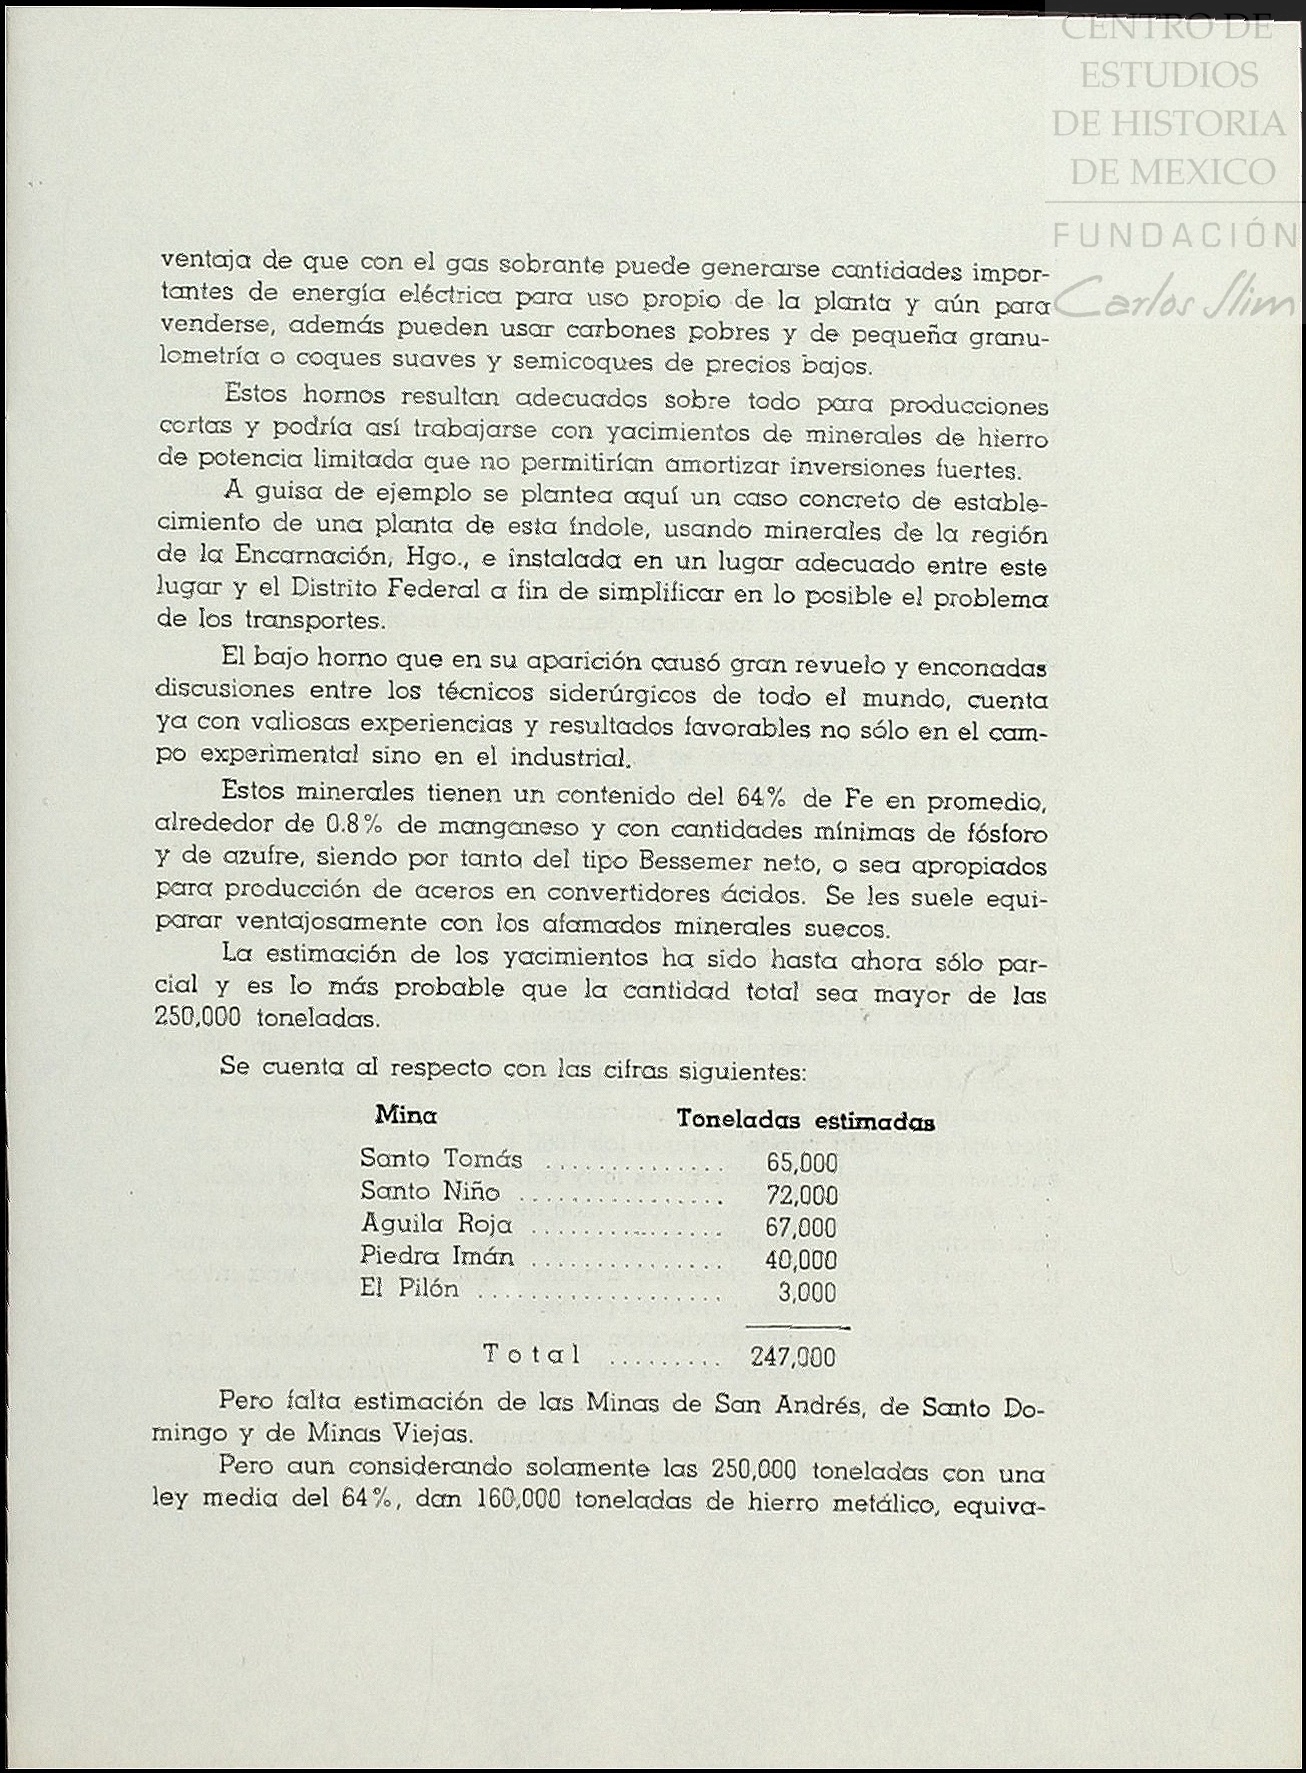 CENTRO DE
ESTUDIOS
DE HISTORIA
DE MEXICO
FUNDACIÓN
Carlos Slim
ventaja de que con el gas sobrante puede generarse cantidades impor-
tantes de energía eléctrica para uso propio de la planta y aún para
venderse, además pueden usar carbones pobres y de pequeña granu-
lometría o coques suaves y semicoques de precios bajos.
Estos hornos resultan adecuados sobre todo para producciones
cortas y podría así trabajarse con yacimientos de minerales de hierro
de potencia limitada que no permitirían amortizar inversiones fuertes.
A guisa de ejemplo se plantea aquí un caso concreto de estable-
cimiento de una planta de esta índole, usando minerales de la región
de la Encarnación, Hgo., e instalada en un lugar adecuado entre este
lugar y el Distrito Federal a fin de simplificar en lo posible el problema
de los transportes.
El bajo horno que en su aparición causó gran revuelo y enconadas
discusiones entre los técnicos siderúrgicos de todo el mundo, cuenta
ya con valiosas experiencias y resultados favorables no sólo en el cam-
po experimental sino en el industrial.
Estos minerales tienen un contenido del 64% de Fe en promedio,
alrededor de 0.8% de manganeso y con cantidades mínimas de fósforo
y de azufre, siendo por tanto del tipo Bessemer neto, o sea apropiados
para producción de aceros en convertidores ácidos. Se les suele equi-
parar ventajosamente con los afamados minerales suecos.
La estimación de los yacimientos ha sido hasta ahora sólo par-
cial y es lo más probable que la cantidad total sea mayor de las
250,000 toneladas.
Se cuenta al respecto con las cifras siguientes:
Mina Toneladas estimadas
Santo Tomás .............. 65,000
Santo Niño ................ 72,000
Aguila Roja ............... 67,000
Piedra Imán ............... 40,000
El Pilón ................... 3,000
Total ......... 247,000
Pero falta estimación de las Minas de San Andrés, de Santo Do-
mingo y de Minas Viejas.
Pero aun considerando solamente las 250,000 toneladas con una
ley media del 64%, dan 160,000 toneladas de hierro metálico, equiva-